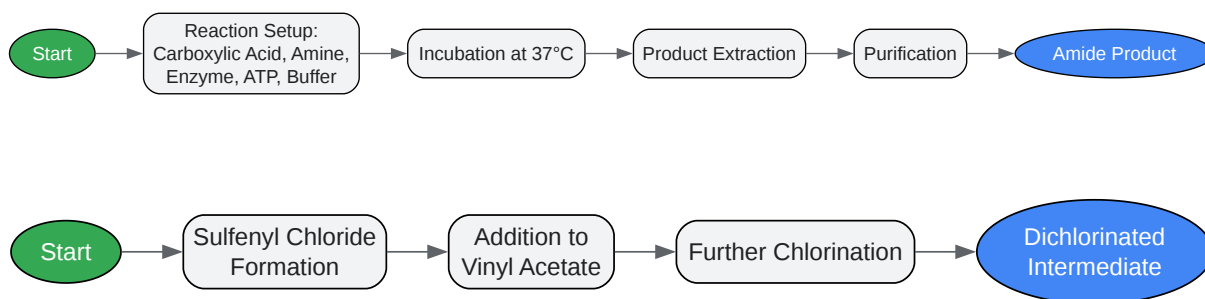 Start
Reaction Setup:
Carboxylic Acid, Amine,
Enzyme, ATP, Buffer
Incubation at 37°C
Product Extraction
Purification
Amide Product
Start
Sulfenyl Chloride
Formation
Addition to
Vinyl Acetate
Further Chlorination
Dichlorinated
Intermediate